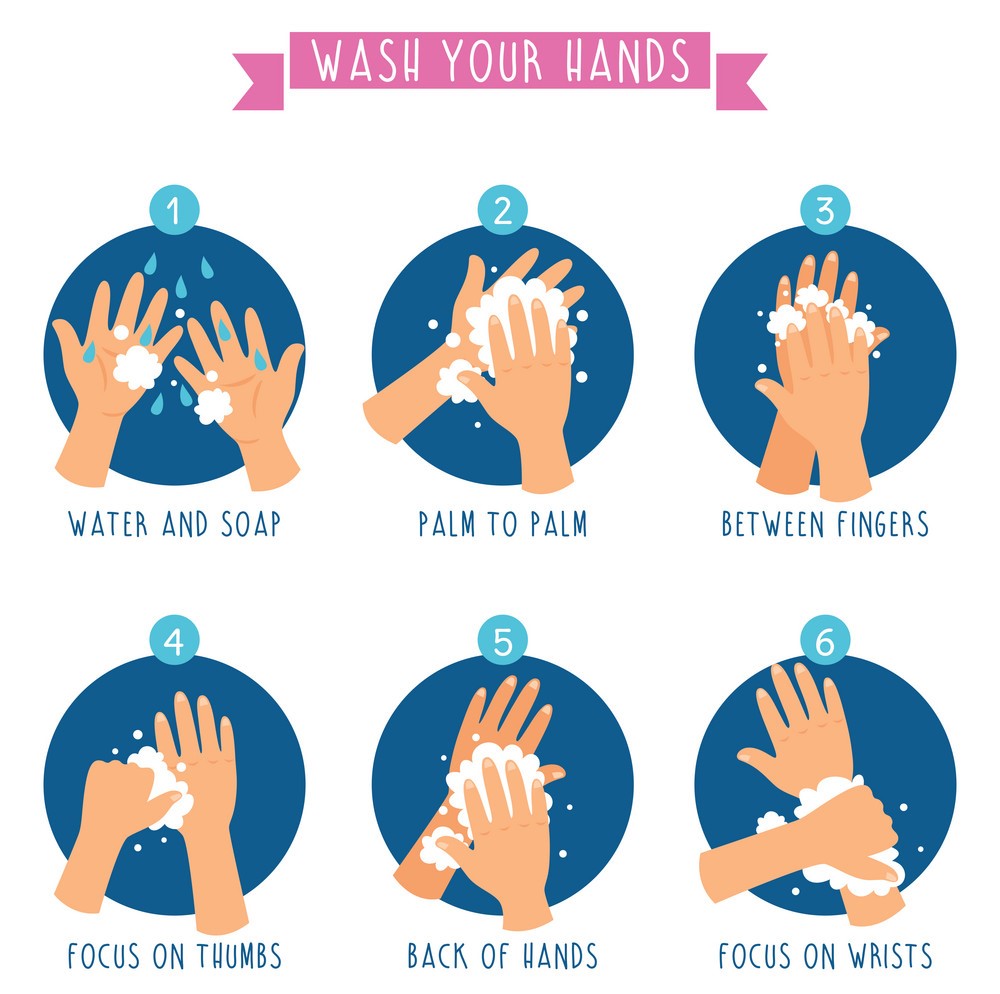 WASH YOUR HANDS
1
2
3
WATER AND SOAP
PALM TO PALM
BETWEEN FINGERS
4
5
6
FOCUS ON THUMBS
BACK OF HANDS
FOCUS ON WRISTS